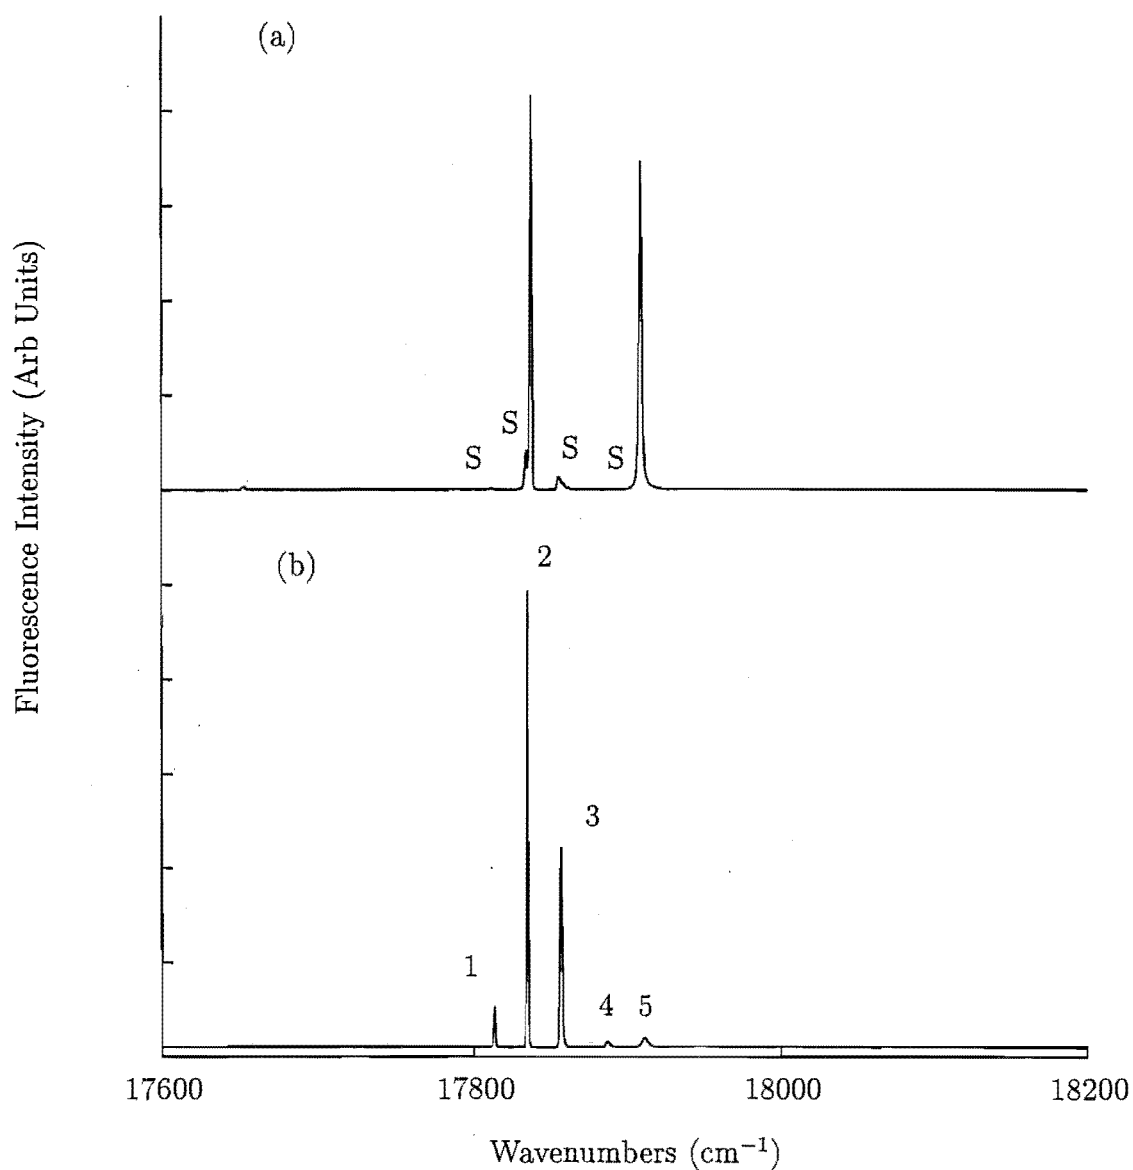 (a)
S
S
S
S
Fluorescence Intensity (Arb Units)
(b)
2
3
1
4
5
17600
17800
18000
18200
Wavenumbers (cm⁻¹)